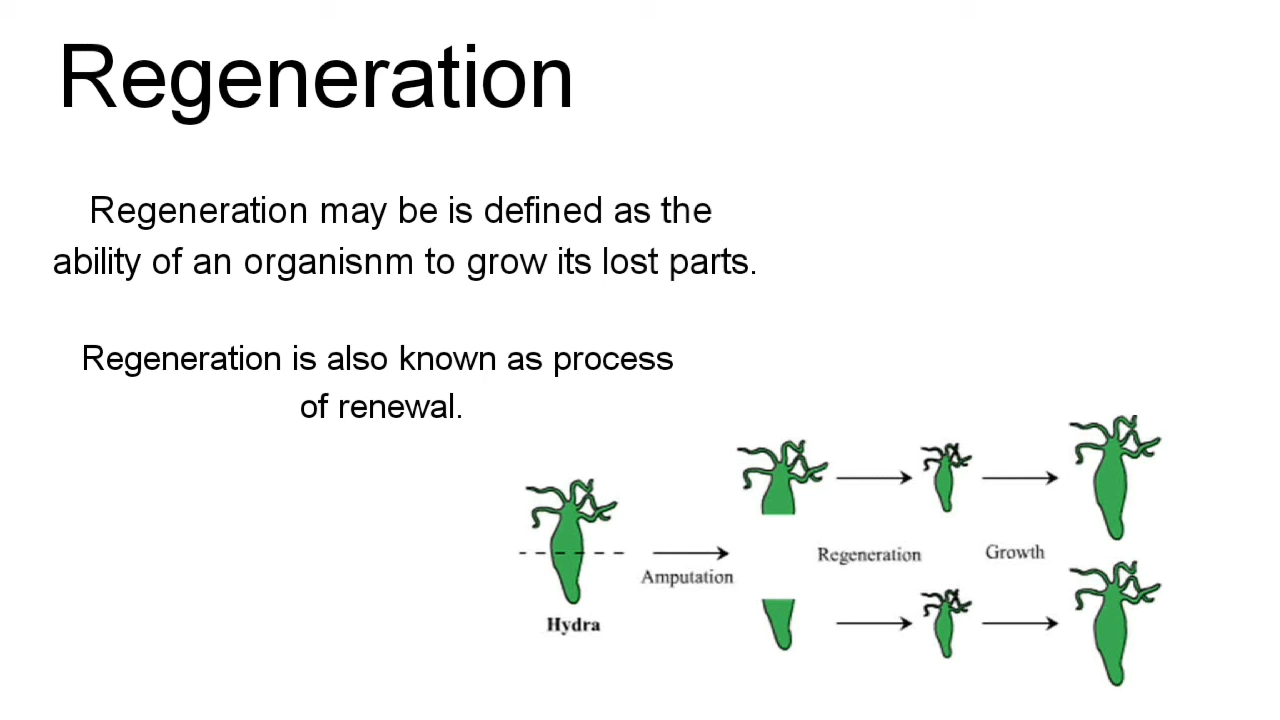 Regeneration
Regeneration may be is defined as the
ability of an organisnm to grow its lost parts.
Regeneration is also known as process
of renewal.
Amputation
Regeneration
Growth
Hydra